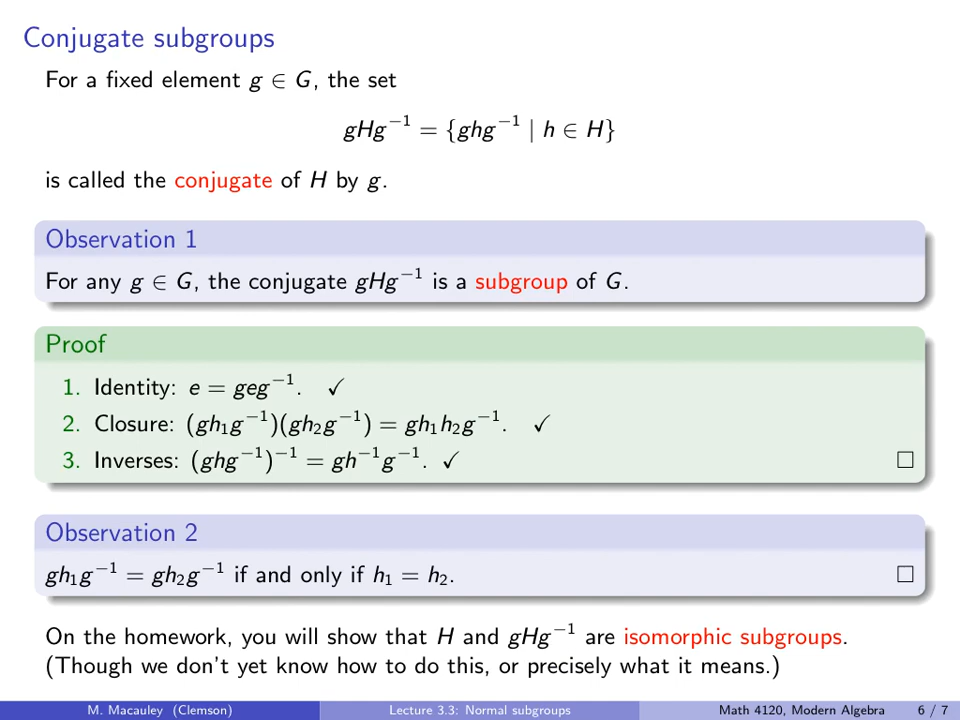 Conjugate subgroups
For a fixed element g ∈ G, the set
gHg⁻¹ = {ghg⁻¹ | h ∈ H}
is called the conjugate of H by g.
Observation 1
For any g ∈ G, the conjugate gHg⁻¹ is a subgroup of G.
Proof
1. Identity: e = geg⁻¹. ✓
2. Closure: (gh₁g⁻¹)(gh₂g⁻¹) = gh₁h₂g⁻¹. ✓
3. Inverses: (ghg⁻¹)⁻¹ = gh⁻¹g⁻¹. ✓ □
Observation 2
gh₁g⁻¹ = gh₂g⁻¹ if and only if h₁ = h₂. □
On the homework, you will show that H and gHg⁻¹ are isomorphic subgroups.
(Though we don't yet know how to do this, or precisely what it means.)
M. Macauley (Clemson) Lecture 3.3: Normal subgroups Math 4120, Modern Algebra 6 / 7